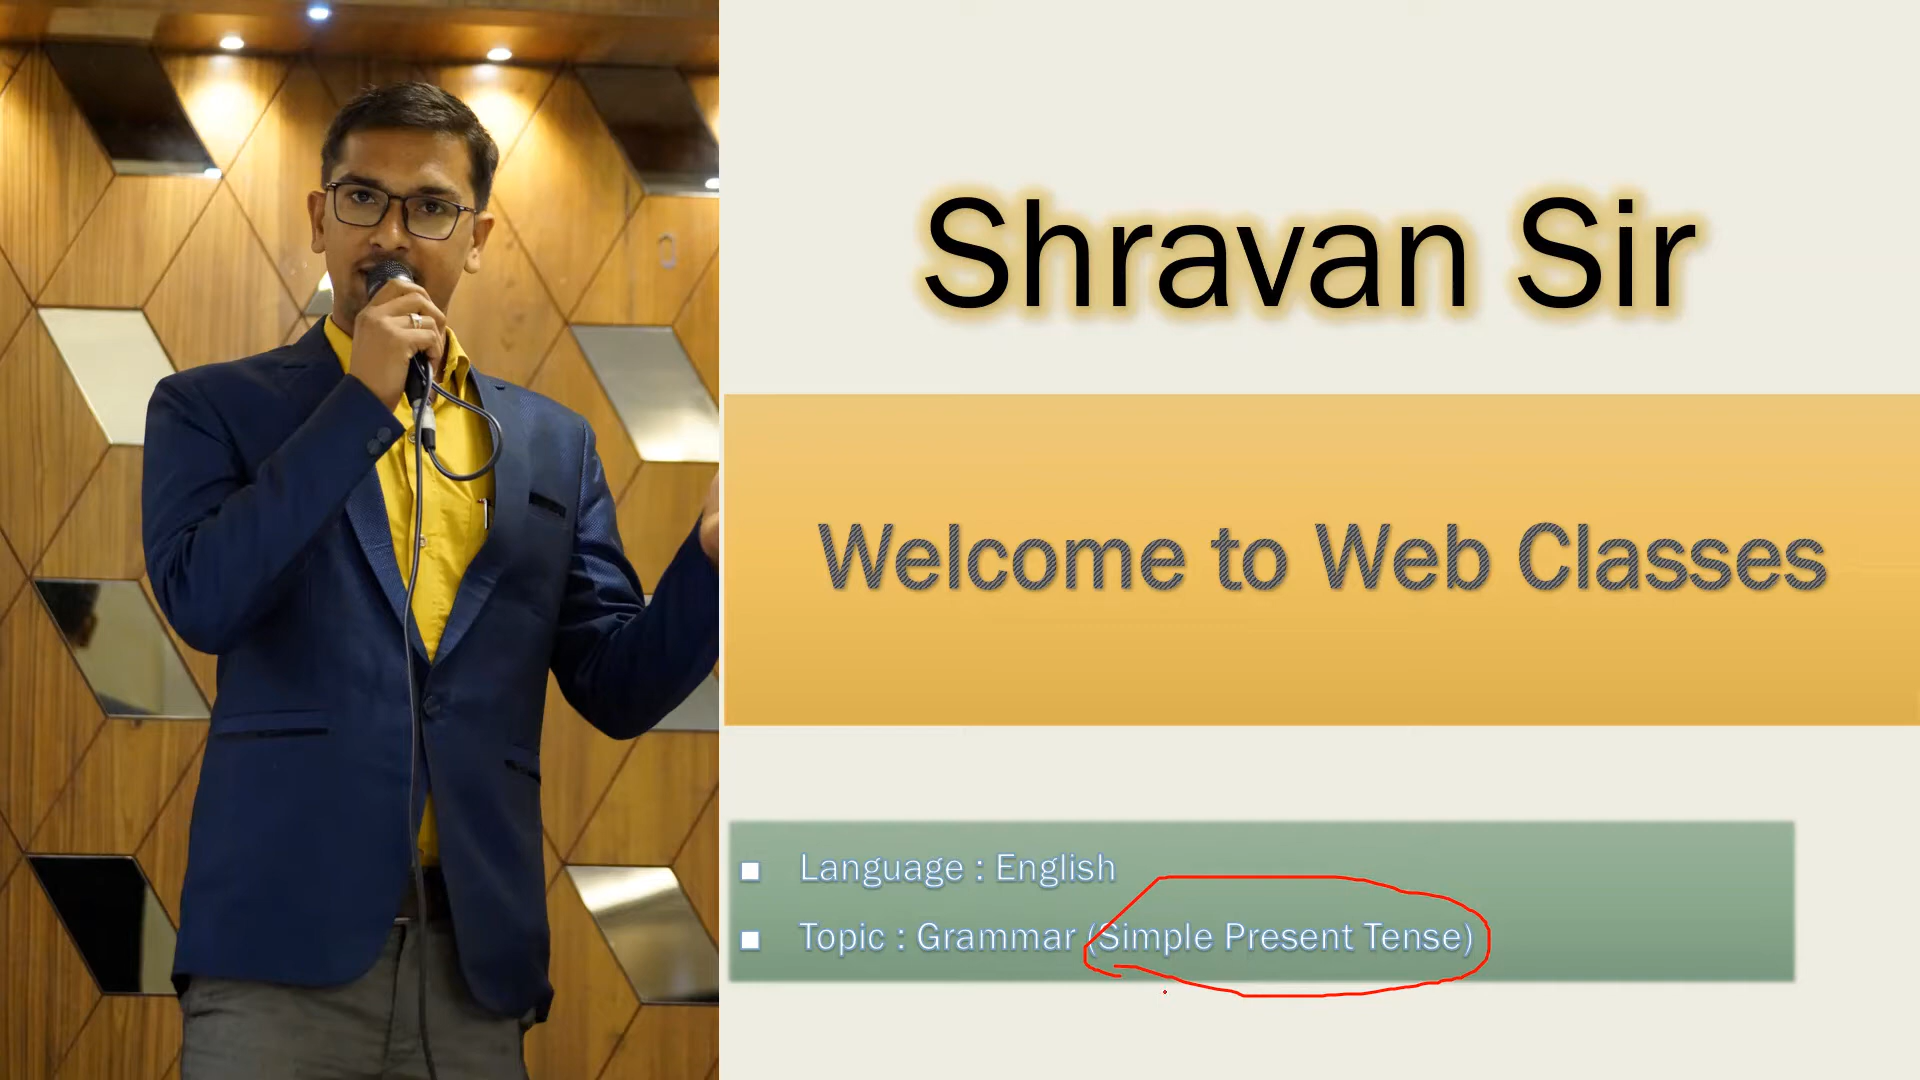 Shravan Sir
Welcome to Web Classes
Language : English
Topic : Grammar (Simple Present Tense)